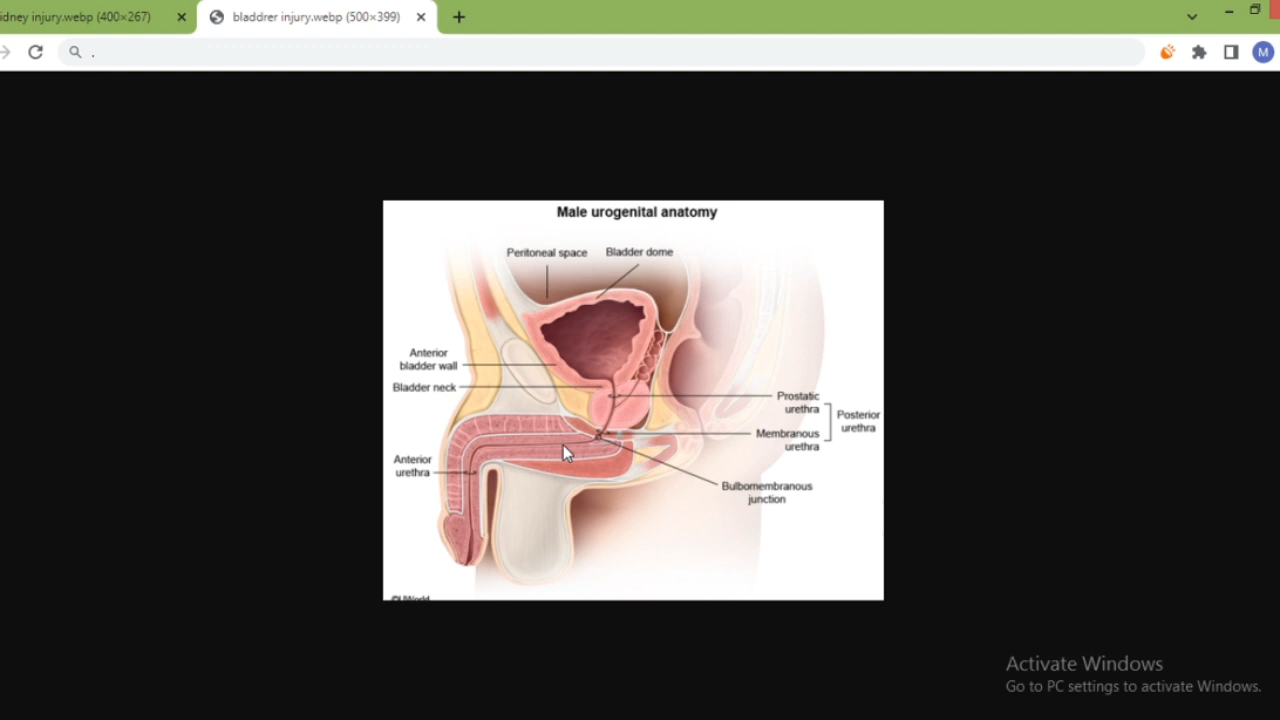 idney injury.webp (400×267)
bladdrer injury.webp (500×399)
.
M
Male urogenital anatomy
Peritoneal space
Bladder dome
Anterior
bladder wall
Bladder neck
Prostatic
urethra
Posterior
urethra
Membranous
urethra
Anterior
urethra
Bulbomembranous
junction
©UWorld
Activate Windows
Go to PC settings to activate Windows.